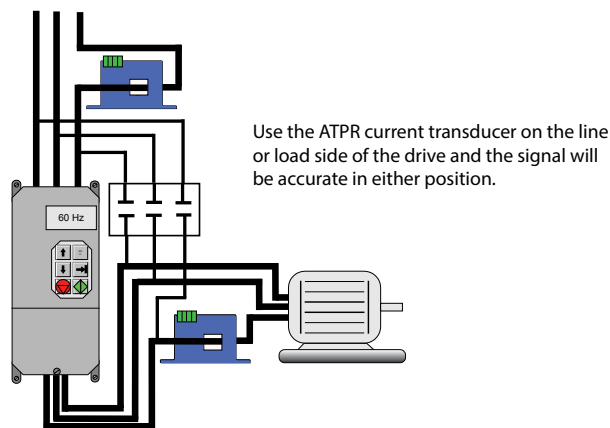 Use the ATPR current transducer on the line
or load side of the drive and the signal will
be accurate in either position.
60 Hz